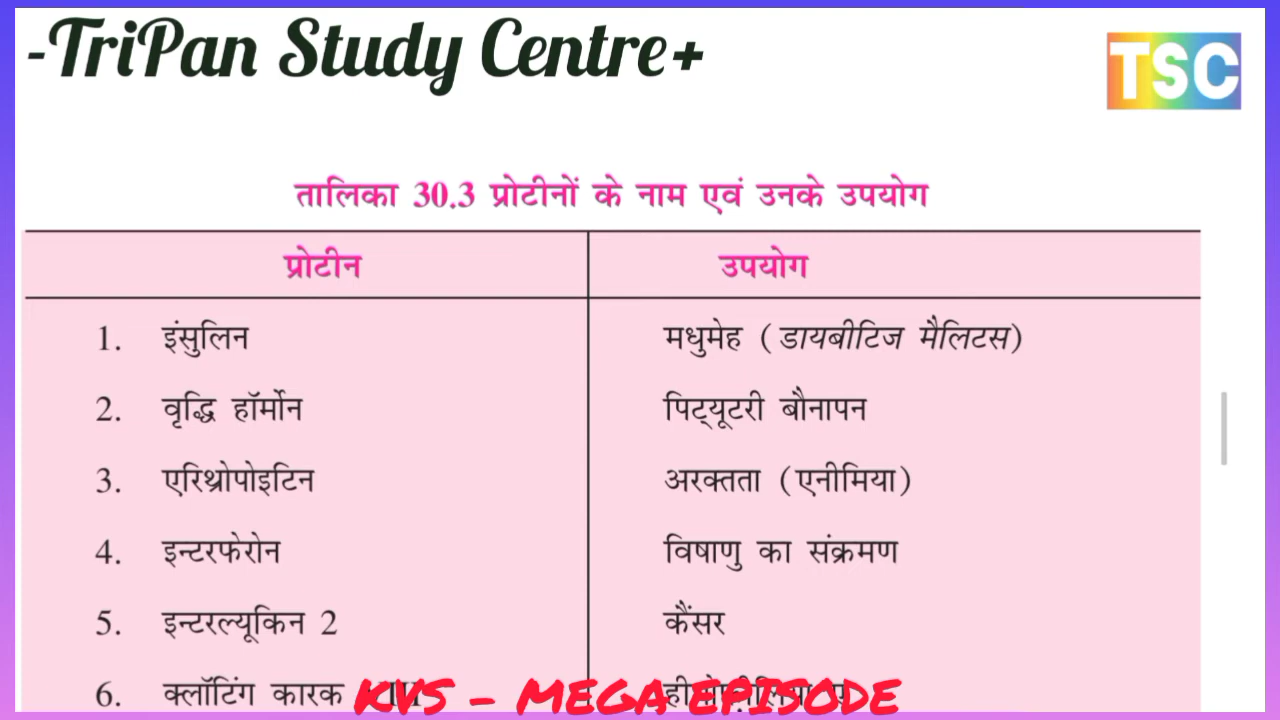 -TriPan Study Centre+
TSC
तालिका 30.3 प्रोटीनों के नाम एवं उनके उपयोग
प्रोटीन उपयोग
1. इंसुलिन मधुमेह (डायबीटिज मैलिटस)
2. वृद्धि हॉर्मोन पिट्यूटरी बौनापन
3. एरिथ्रोपोइटिन अरक्तता (एनीमिया)
4. इन्टरफेरोन विषाणु का संक्रमण
5. इन्टरल्यूकिन 2 कैंसर
6. क्लॉटिंग कारक
KVS - MEGA EPISODE